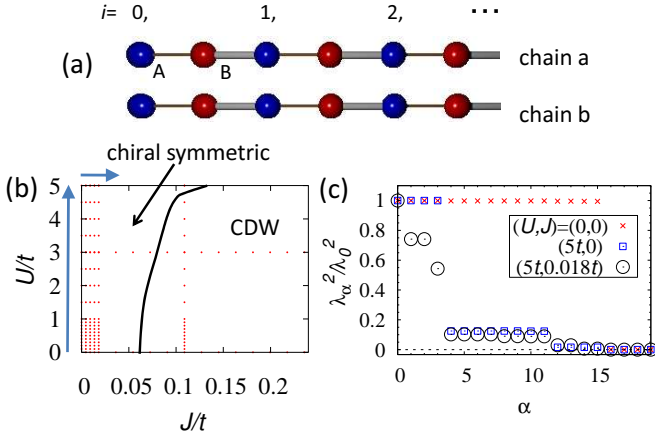 i= 0, 1, 2, ...
(a)
A B
chain a
chain b
chiral symmetric
(b)
CDW
U/t
5
4
3
2
1
0
0 0.05 0.1 0.15 0.2
J/t
(c)
λα²/λ0²
1
0.8
0.6
0.4
0.2
0
(U,J)=(0,0)
(5t,0)
(5t,0.018t)
0 5 10 15
α